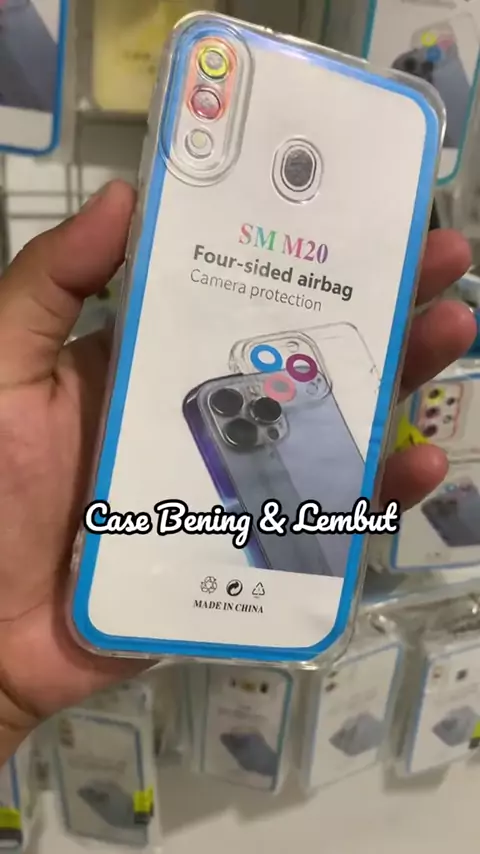 SM M20
Four-sided airbag
Camera protection
Case Bening & Lembut
MADE IN CHINA